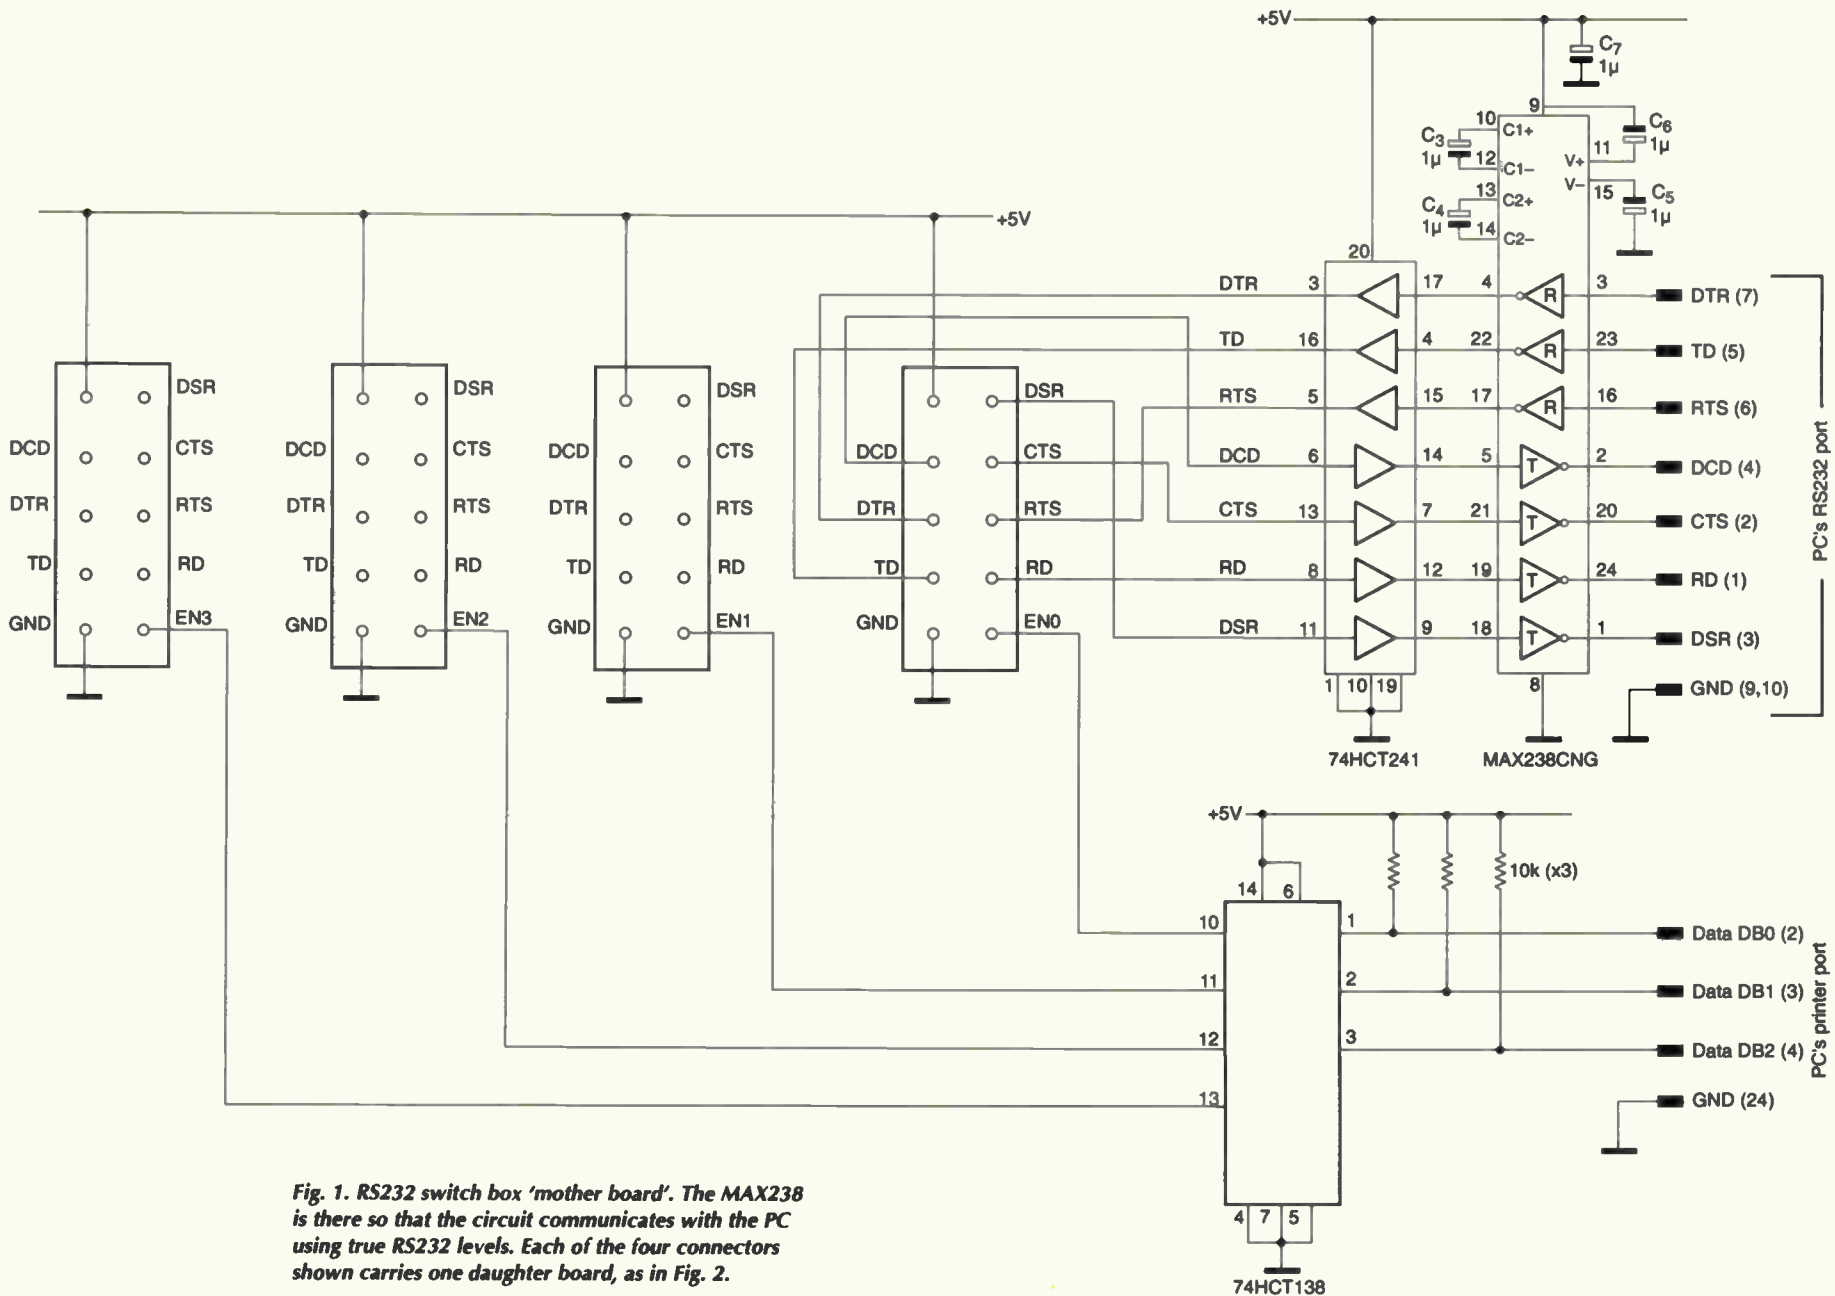 +5V
C7
1µ
9
10
C1+
C3
1µ
12
C1–
C6
1µ
11
V+
V–
15
C5
1µ
13
C2+
C4
1µ
14
C2–
+5V
20
DTR
3
17
4
R
3
DTR (7)
TD
16
4
22
R
23
TD (5)
RTS
5
15
17
R
16
RTS (6)
DCD
6
14
5
T
2
DCD (4)
CTS
13
7
21
T
20
CTS (2)
RD
8
12
19
T
24
RD (1)
DSR
11
9
18
T
1
DSR (3)
1
10
19
8
GND (9,10)
PC's RS232 port
74HCT241
MAX238CNG
DSR
DCD
CTS
DTR
RTS
TD
RD
GND
EN3
DSR
DCD
CTS
DTR
RTS
TD
RD
GND
EN2
DSR
DCD
CTS
DTR
RTS
TD
RD
GND
EN1
DSR
DCD
CTS
DTR
RTS
TD
RD
GND
EN0
+5V
10k (x3)
14
6
10
1
Data DB0 (2)
11
2
Data DB1 (3)
12
3
Data DB2 (4)
13
GND (24)
PC's printer port
4
7
5
74HCT138
Fig. 1. RS232 switch box ‘mother board’. The MAX238
is there so that the circuit communicates with the PC
using true RS232 levels. Each of the four connectors
shown carries one daughter board, as in Fig. 2.